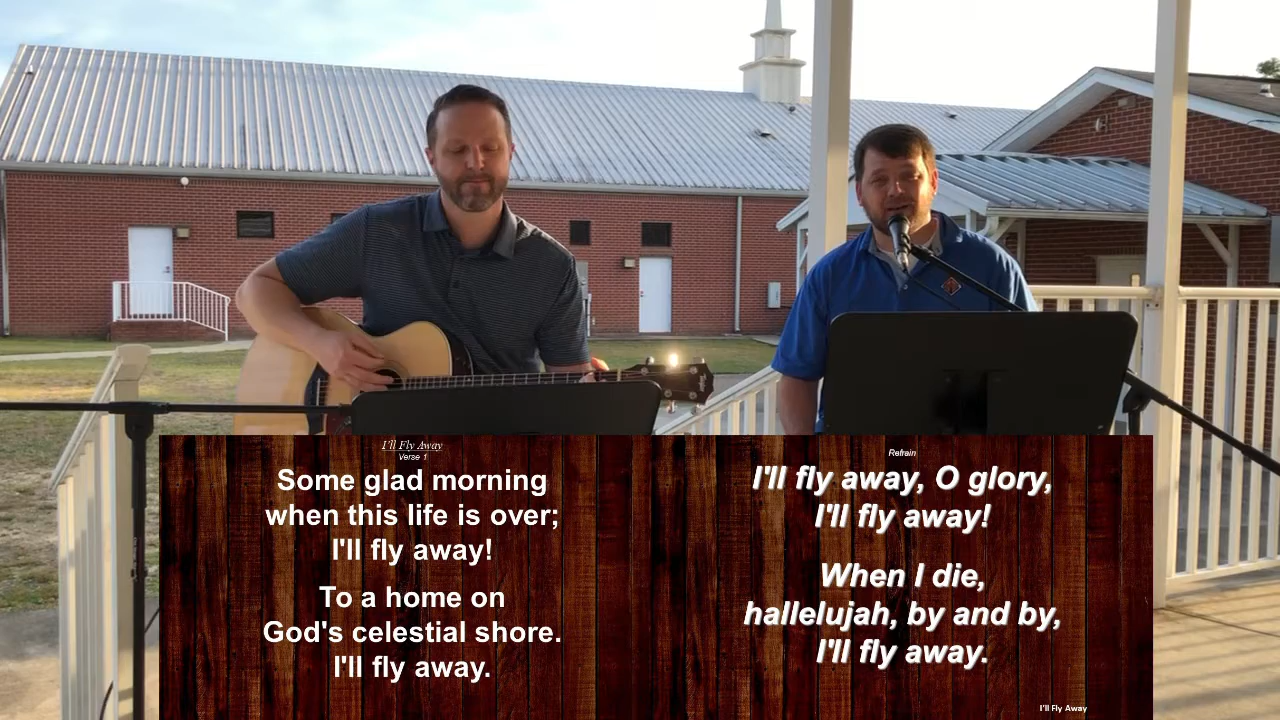 I'll Fly Away
Verse 1
Some glad morning
when this life is over;
I'll fly away!
To a home on
God's celestial shore.
I'll fly away.
Refrain
I'll fly away, O glory,
I'll fly away!
When I die,
hallelujah, by and by,
I'll fly away.
I'll Fly Away